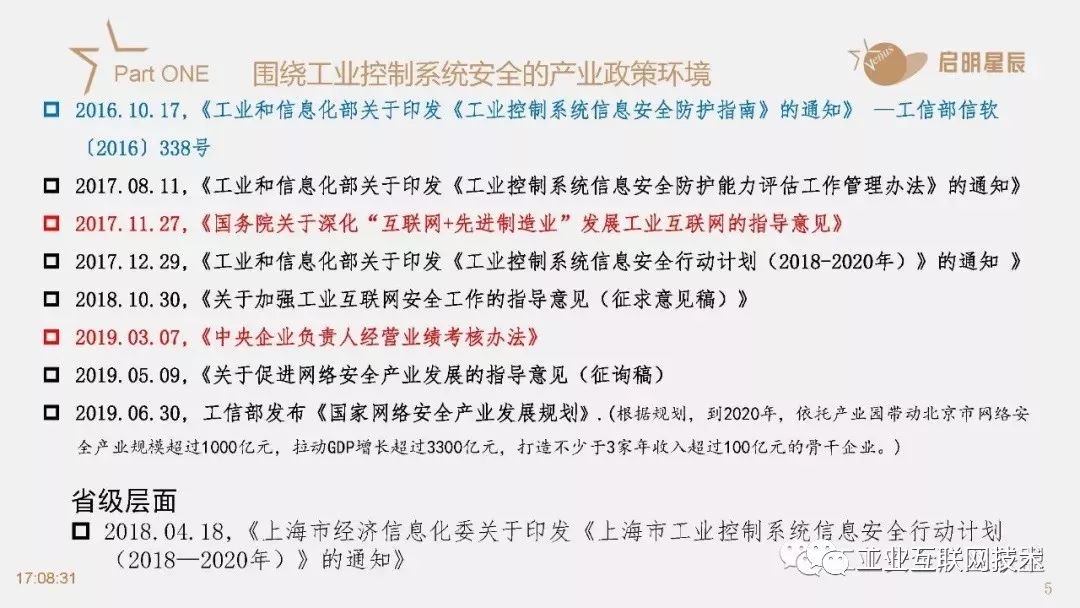 Part ONE 围绕工业控制系统安全的产业政策环境
Venus 启明星辰
2016.10.17,《工业和信息化部关于印发《工业控制系统信息安全防护指南》的通知》 —工信部信软
〔2016〕338号
2017.08.11,《工业和信息化部关于印发《工业控制系统信息安全防护能力评估工作管理办法》的通知》
2017.11.27,《国务院关于深化“互联网+先进制造业”发展工业互联网的指导意见》
2017.12.29,《工业和信息化部关于印发《工业控制系统信息安全行动计划（2018-2020年）》的通知 》
2018.10.30,《关于加强工业互联网安全工作的指导意见（征求意见稿）》
2019.03.07,《中央企业负责人经营业绩考核办法》
2019.05.09,《关于促进网络安全产业发展的指导意见（征询稿）
2019.06.30, 工信部发布《国家网络安全产业发展规划》.(根据规划，到2020年，依托产业园带动北京市网络安
全产业规模超过1000亿元，拉动GDP增长超过3300亿元，打造不少于3家年收入超过100亿元的骨干企业。)
省级层面
2018.04.18,《上海市经济信息化委关于印发《上海市工业控制系统信息安全行动计划
（2018—2020年）》的通知》
17:08:31
5